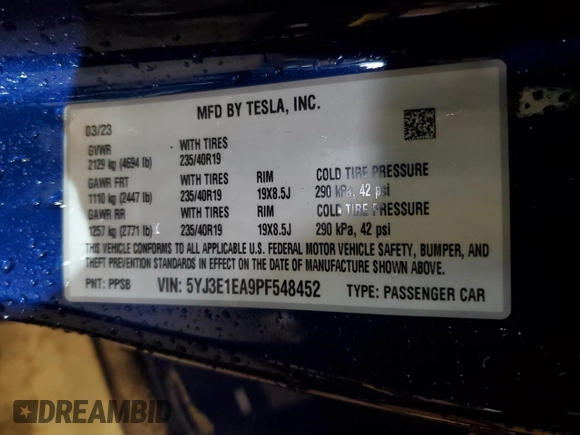 MFD BY TESLA, INC.
03/23
GVWR WITH TIRES
2129 kg (4694 lb) 235/40R19
GAWR FRT WITH TIRES RIM COLD TIRE PRESSURE
1110 kg (2447 lb) 235/40R19 19X8.5J 290 kPa, 42 psi
GAWR RR WITH TIRES RIM COLD TIRE PRESSURE
1257 kg (2771 lb) 235/40R19 19X8.5J 290 kPa, 42 psi
THIS VEHICLE CONFORMS TO ALL APPLICABLE U.S. FEDERAL MOTOR VEHICLE SAFETY, BUMPER, AND
THEFT PREVENTION STANDARDS IN EFFECT ON THE DATE OF MANUFACTURE SHOWN ABOVE.
PNT: PPSB VIN: 5YJ3E1EA9PF548452 TYPE: PASSENGER CAR
DREAMBID